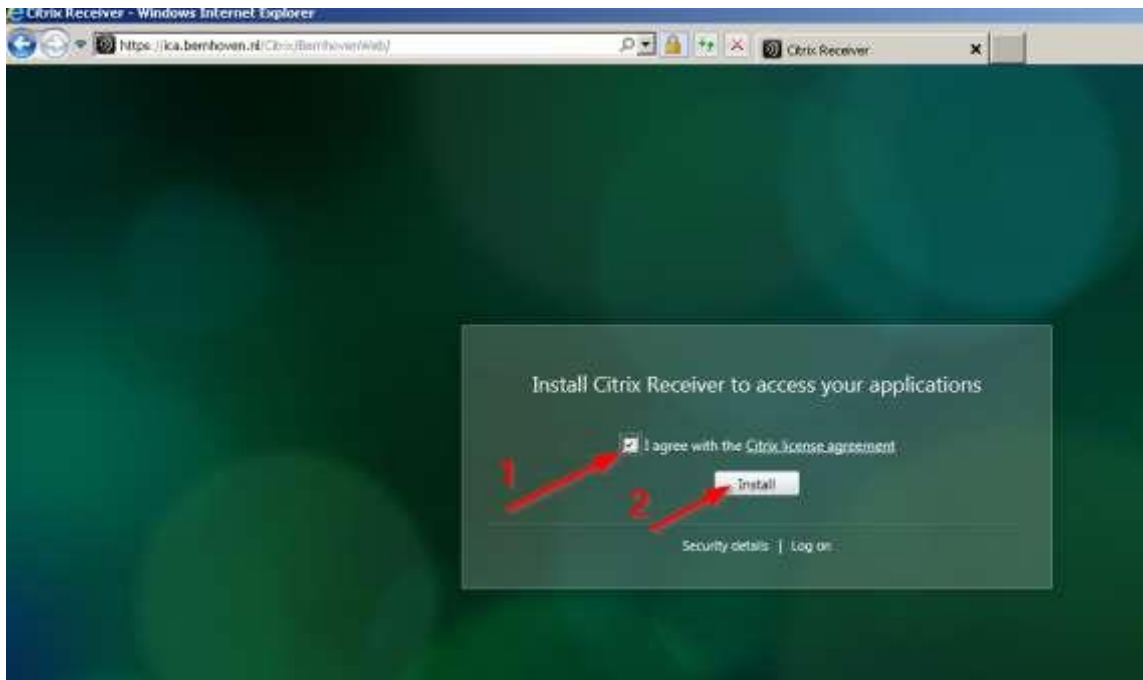 Citrix Receiver - Windows Internet Explorer
https://ica.bernhoven.nl/Citrix/BernhovenWeb/
Citrix Receiver
Install Citrix Receiver to access your applications
I agree with the Citrix license agreement
1
Install
2
Security details | Log on